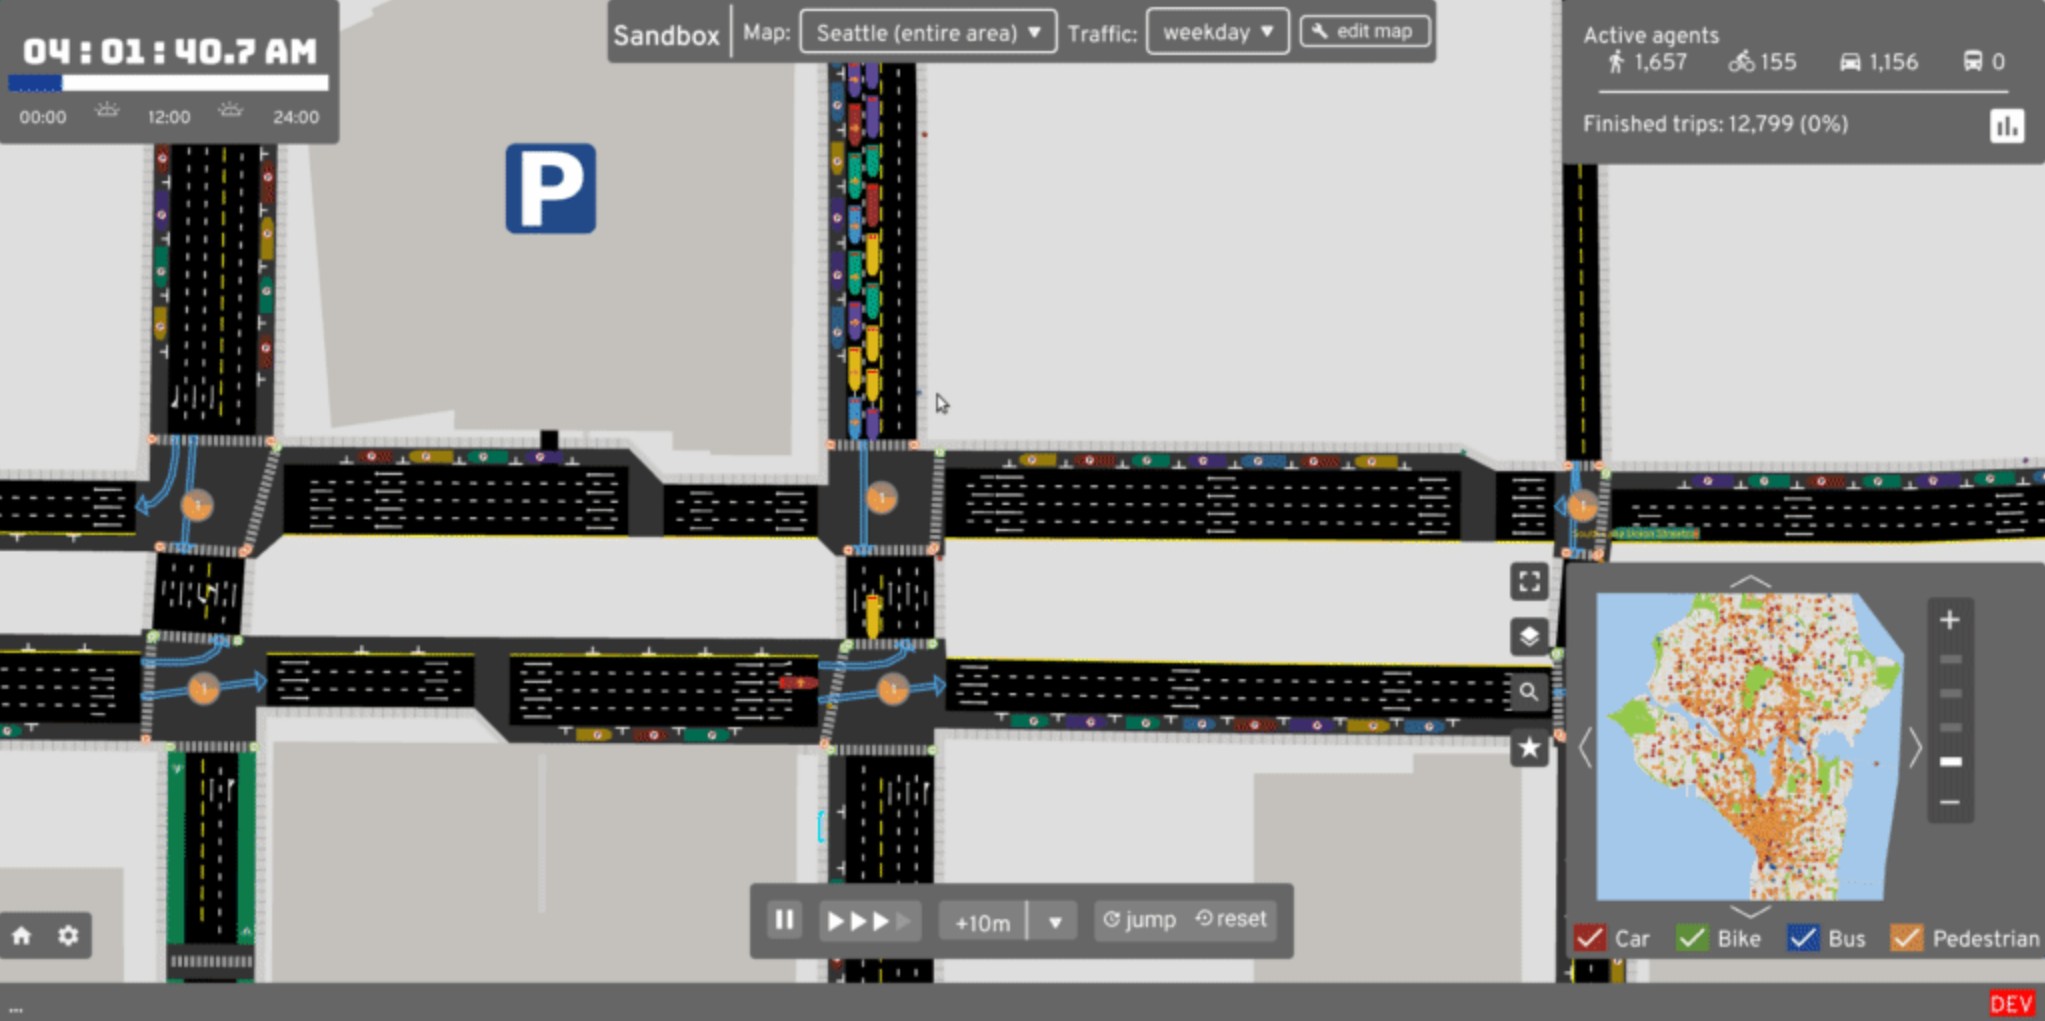 04:01:40.7 AM
00:00 12:00 24:00
Sandbox Map: Seattle (entire area) Traffic: weekday edit map
Active agents
1,657 155 1,156 0
Finished trips: 12,799 (0%)
P
+10m jump reset
Car Bike Bus Pedestrian
...
DEV